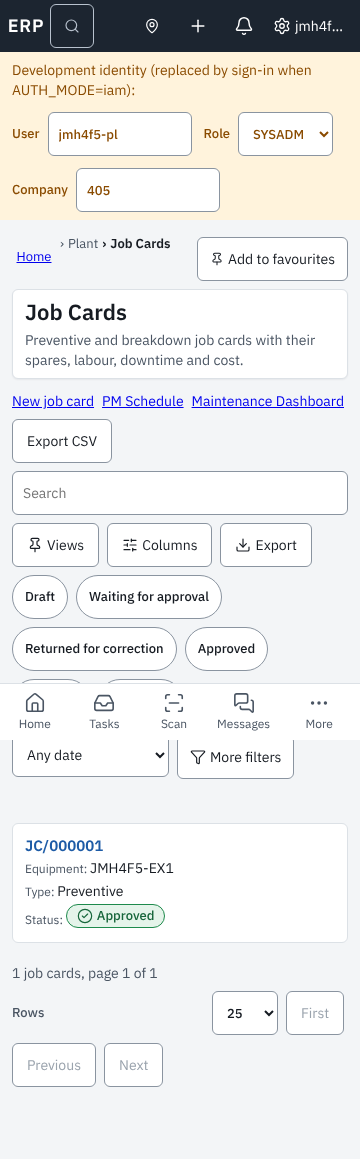 ERP jmh4f...
Development identity (replaced by sign-in when
AUTH_MODE=iam):
User jmh4f5-pl Role SYSADM
Company 405
Home › Plant › Job Cards
Add to favourites
Job Cards
Preventive and breakdown job cards with their
spares, labour, downtime and cost.
New job card PM Schedule Maintenance Dashboard
Export CSV
Search
Views Columns Export
Draft Waiting for approval
Returned for correction Approved
Home Tasks Scan Messages More
Any date More filters
JC/000001
Equipment: JMH4F5-EX1
Type: Preventive
Status: Approved
1 job cards, page 1 of 1
Rows 25 First
Previous Next